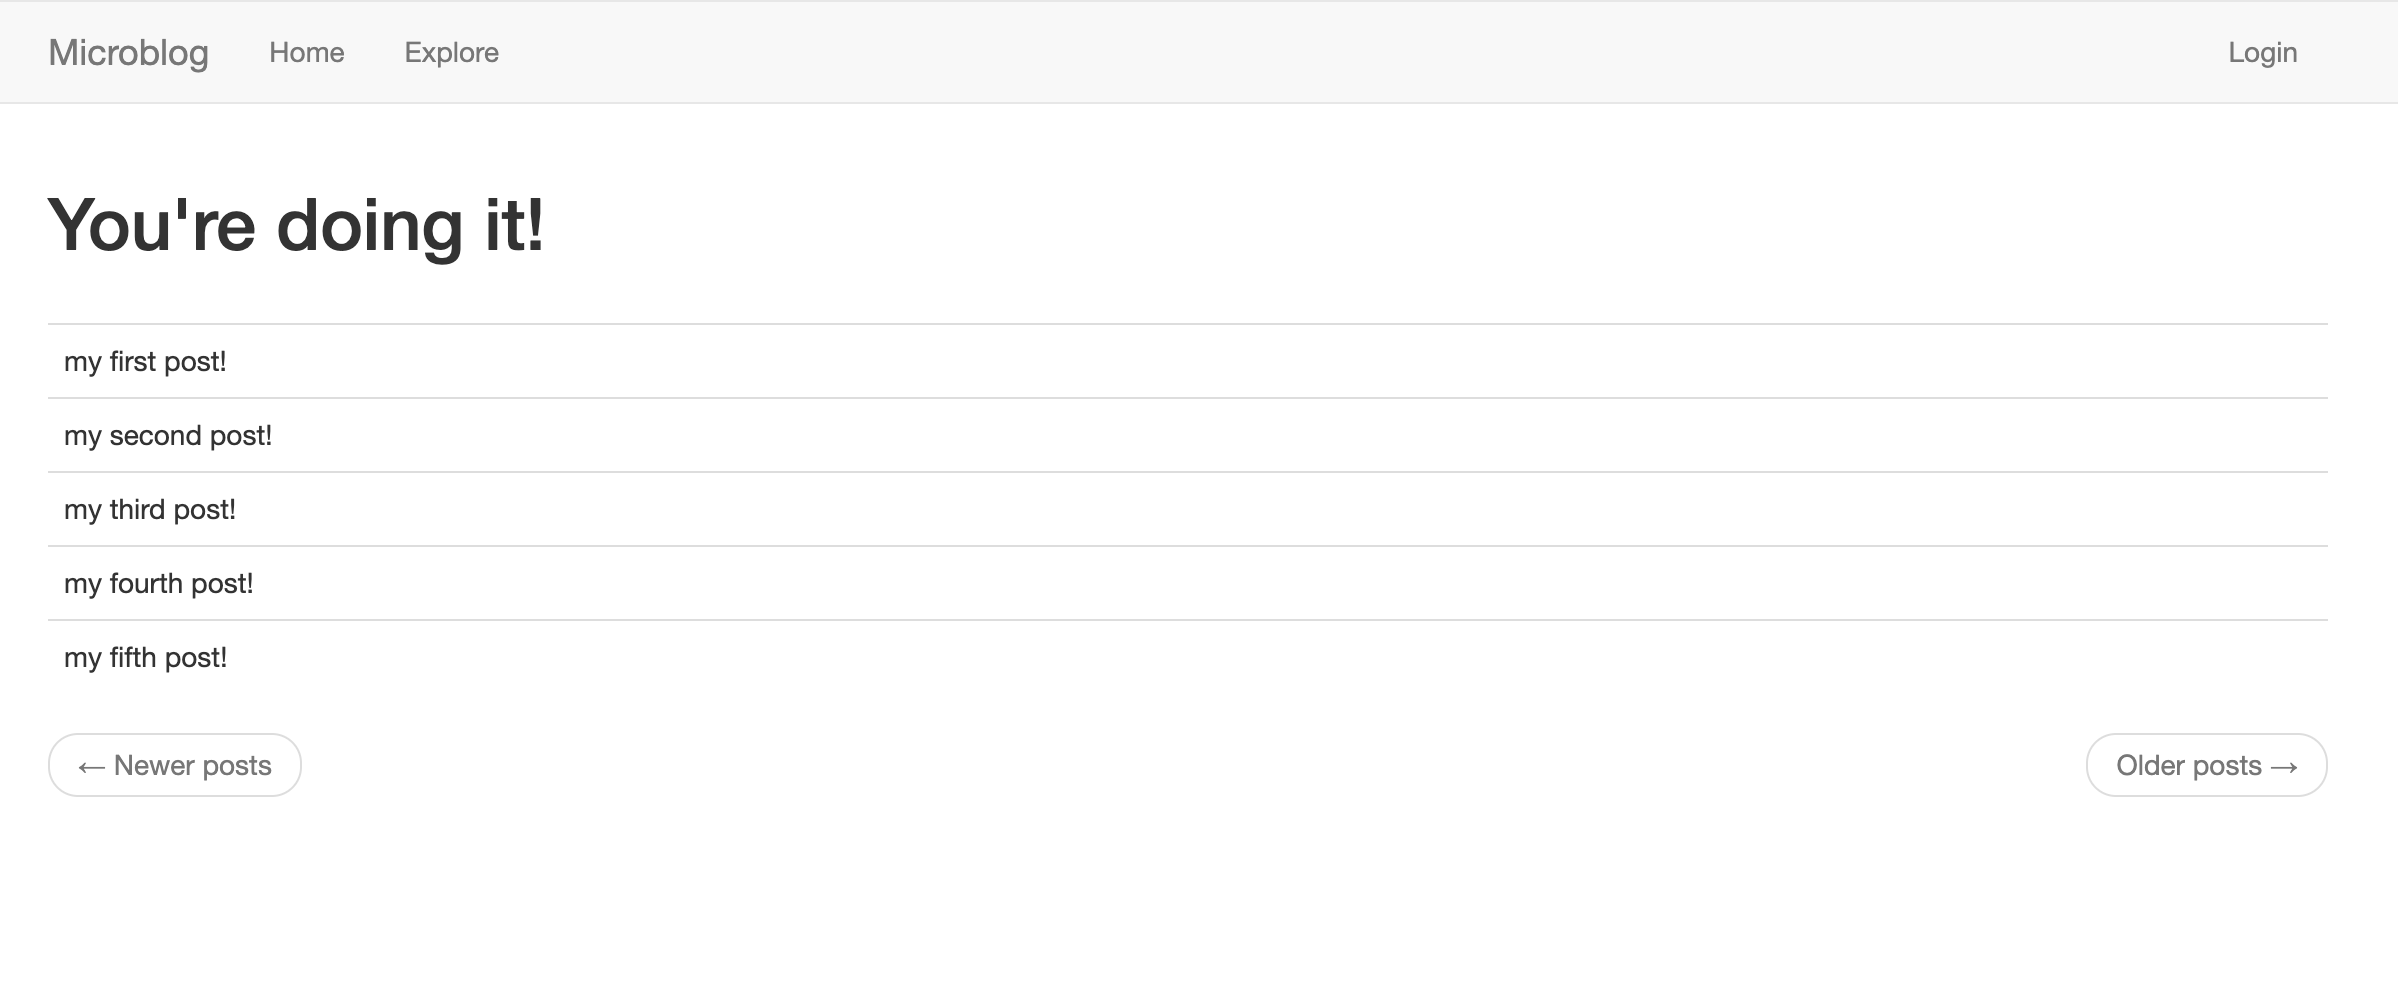 Microblog Home Explore Login
You're doing it!
my first post!
my second post!
my third post!
my fourth post!
my fifth post!
← Newer posts Older posts →